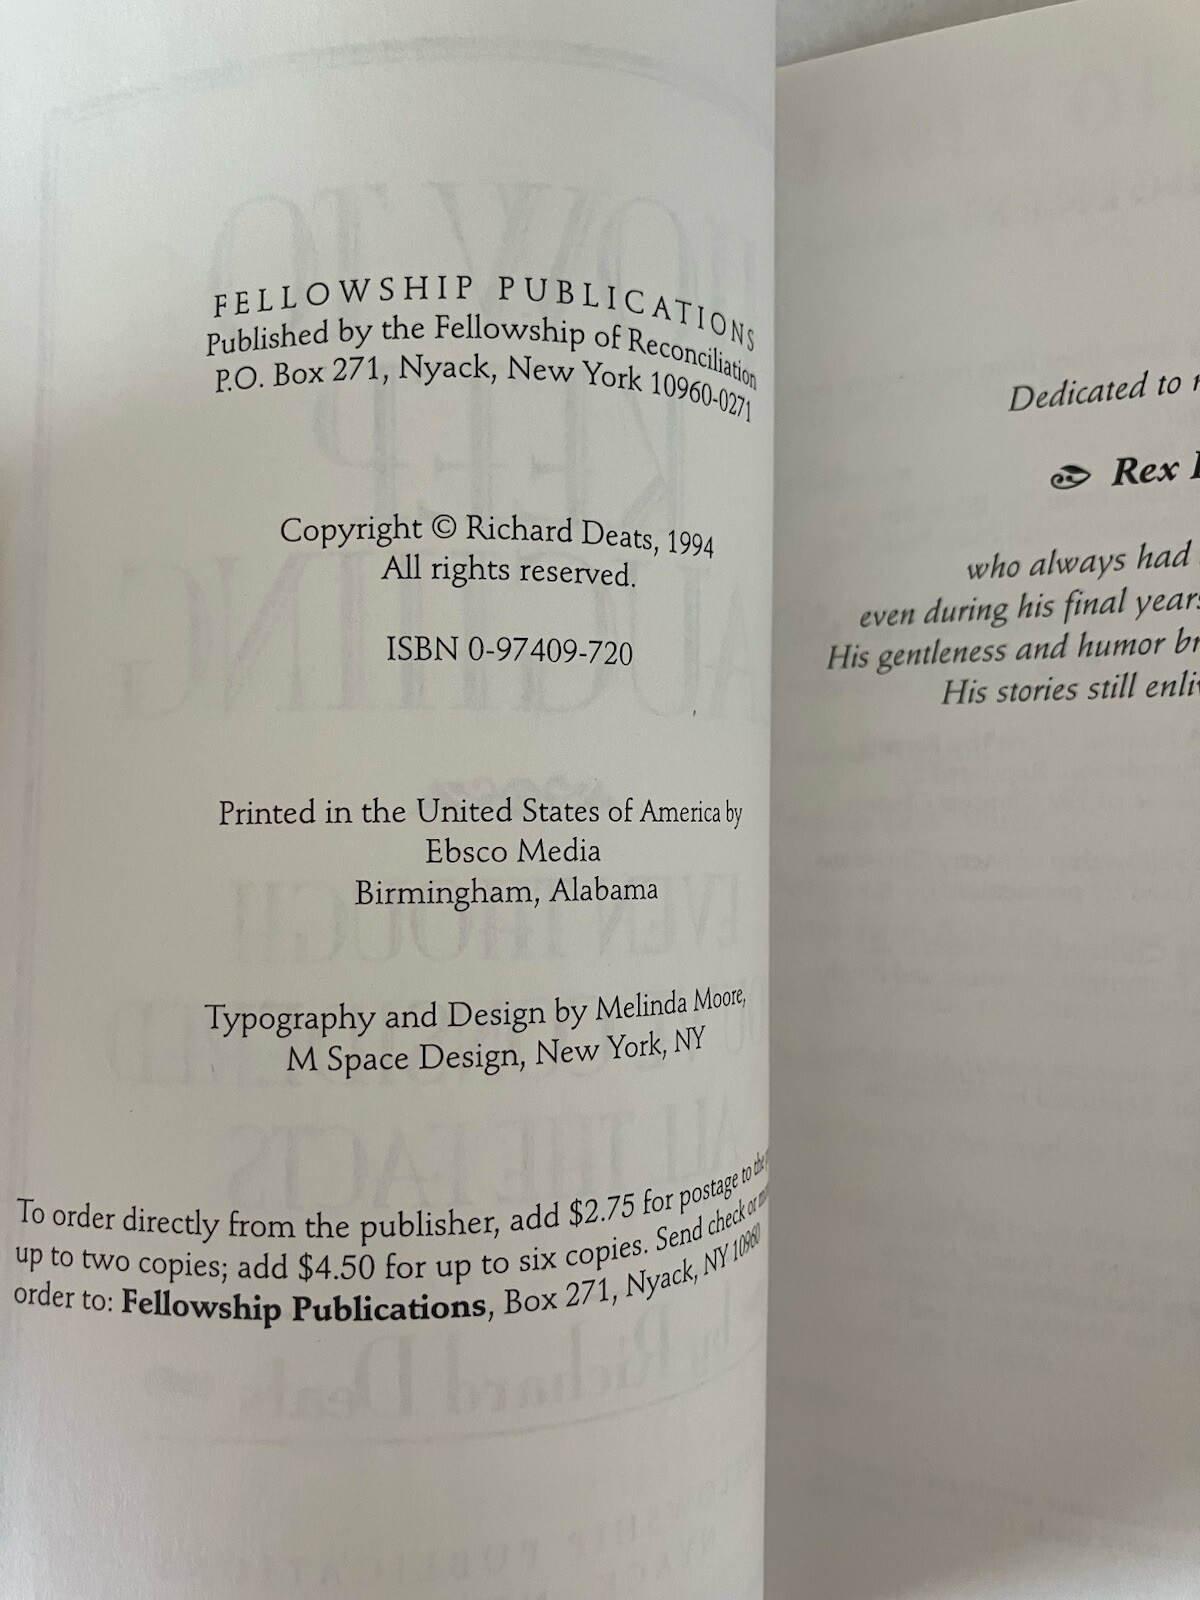 FELLOWSHIP PUBLICATIONS
Published by the Fellowship of Reconciliation
P.O. Box 271, Nyack, New York 10960-0271
Copyright © Richard Deats, 1994
All rights reserved.
ISBN 0-97409-720
Printed in the United States of America by
Ebsco Media
Birmingham, Alabama
Typography and Design by Melinda Moore,
M Space Design, New York, NY
To order directly from the publisher, add $2.75 for postage to the
up to two copies; add $4.50 for up to six copies. Send check or
order to: Fellowship Publications, Box 271, Nyack, NY 10960
Dedicated to
Rex
who always had
even during his final years
His gentleness and humor
His stories still